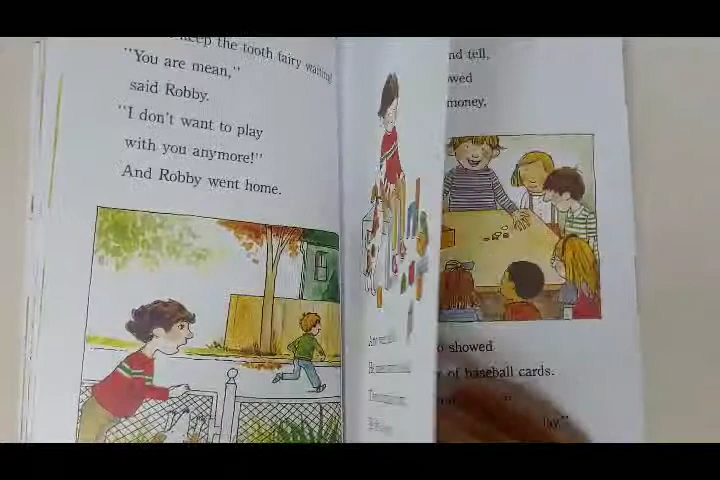 keep the tooth fairy waiting!
"You are mean,"
said Robby.
"I don't want to play
with you anymore!"
And Robby went home.
nd tell,
wed
money,
o showed
of baseball cards.